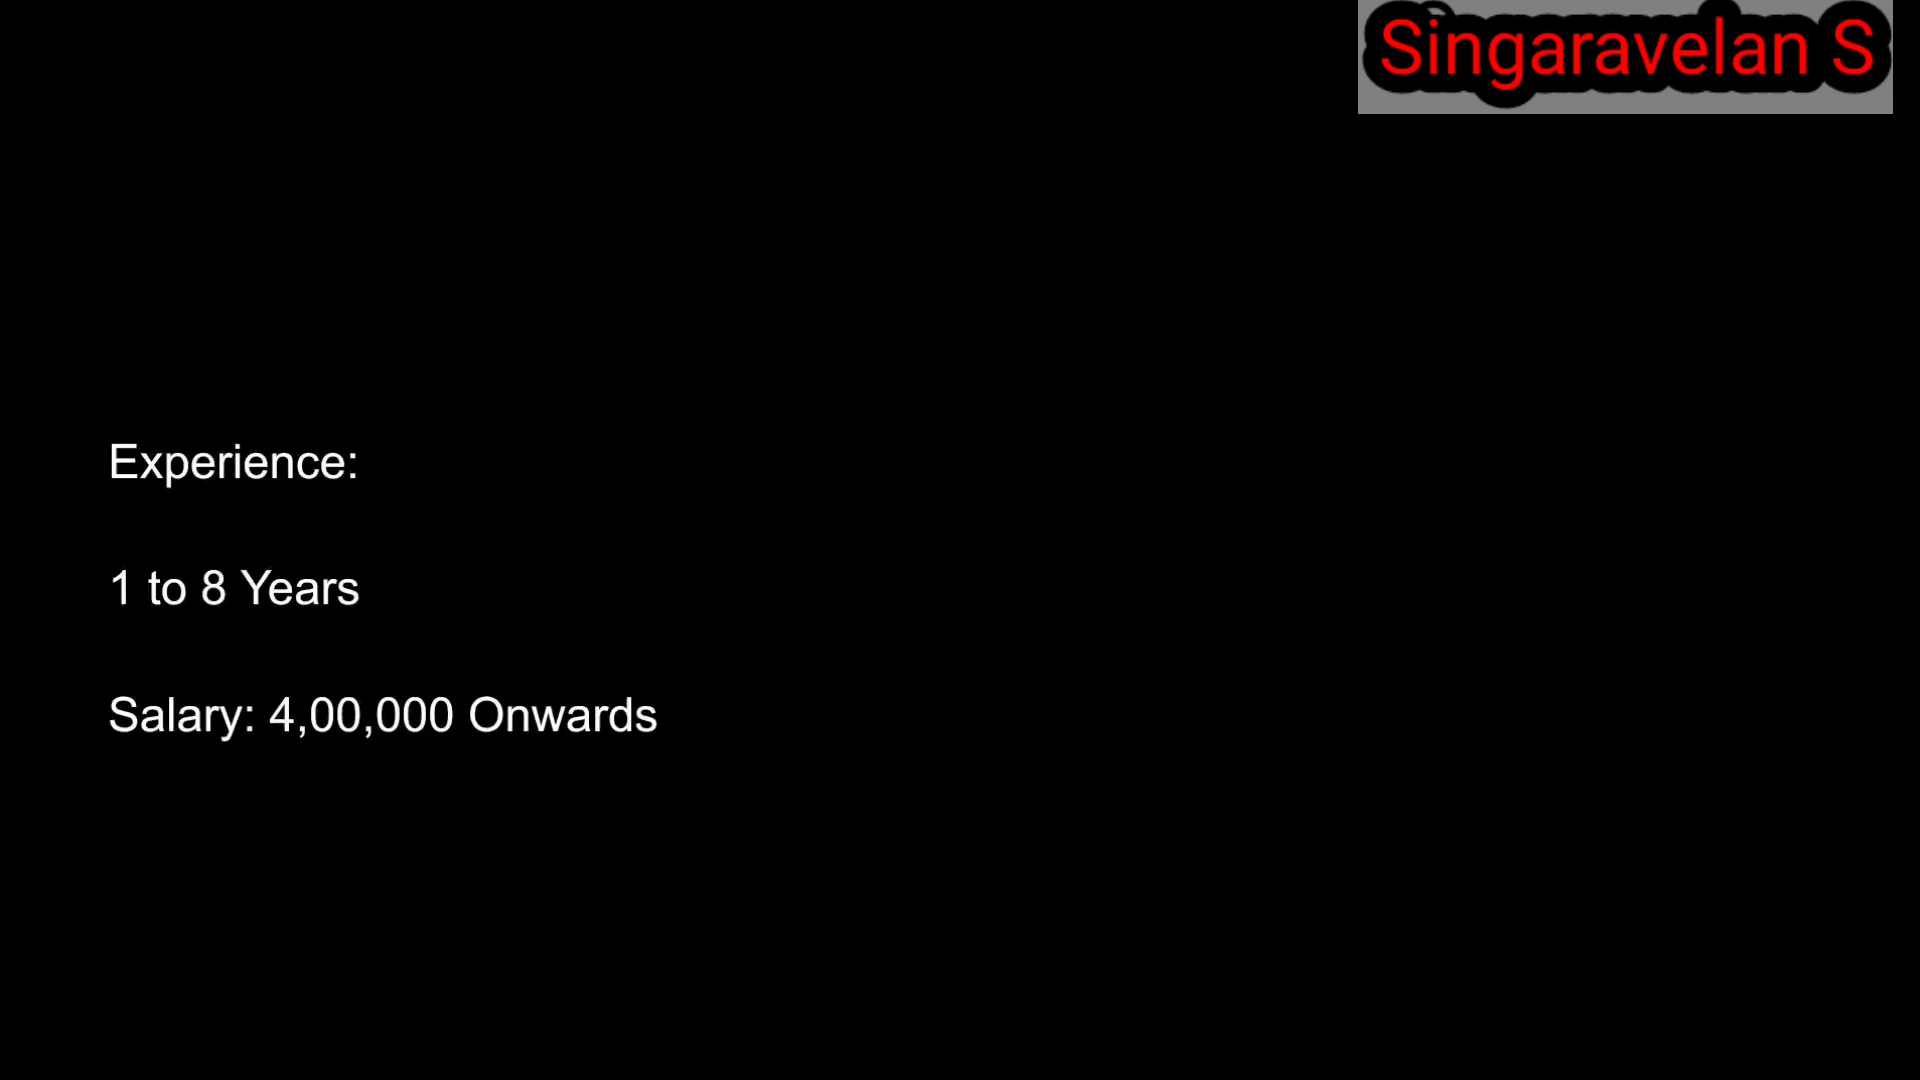 Singaravelan S
Experience:
1 to 8 Years
Salary: 4,00,000 Onwards